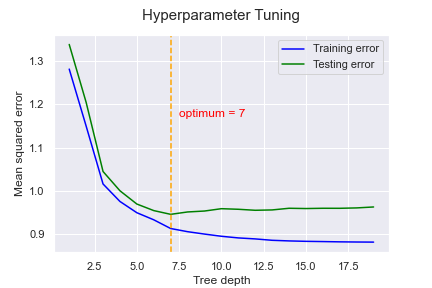 Hyperparameter Tuning
Training error
Testing error
optimum = 7
Mean squared error
1.3
1.2
1.1
1.0
0.9
2.5 5.0 7.5 10.0 12.5 15.0 17.5
Tree depth